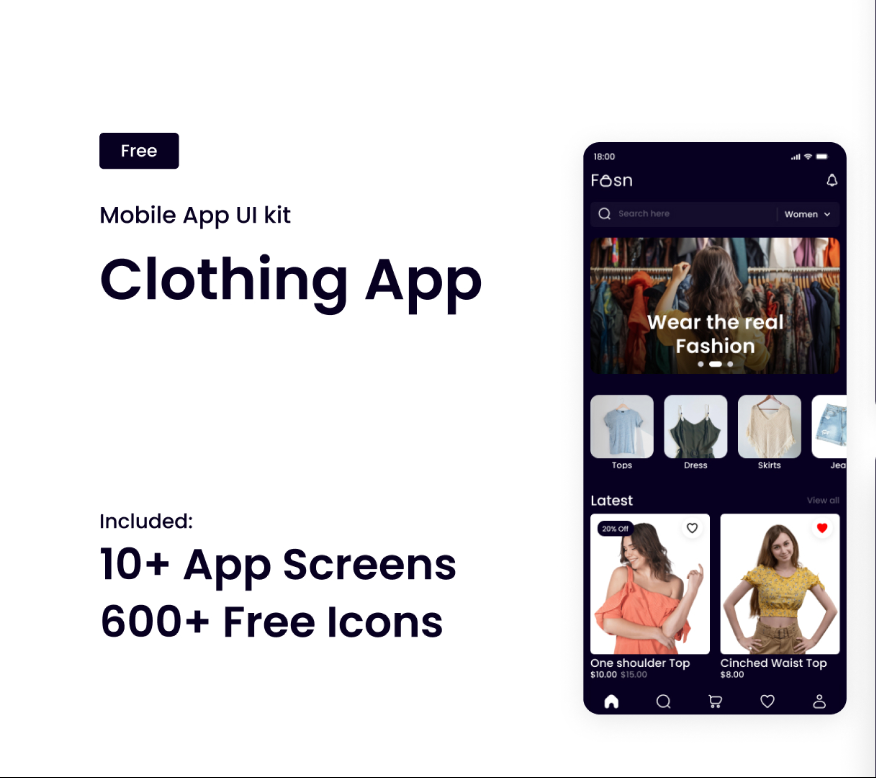 Free
Mobile App UI kit
Clothing App
Included:
10+ App Screens
600+ Free Icons
18:00
Fasn
Search here
Women
Wear the real
Fashion
Tops
Dress
Skirts
Jea
Latest
View all
20% Off
One shoulder Top
$10.00 $15.00
Cinched Waist Top
$8.00